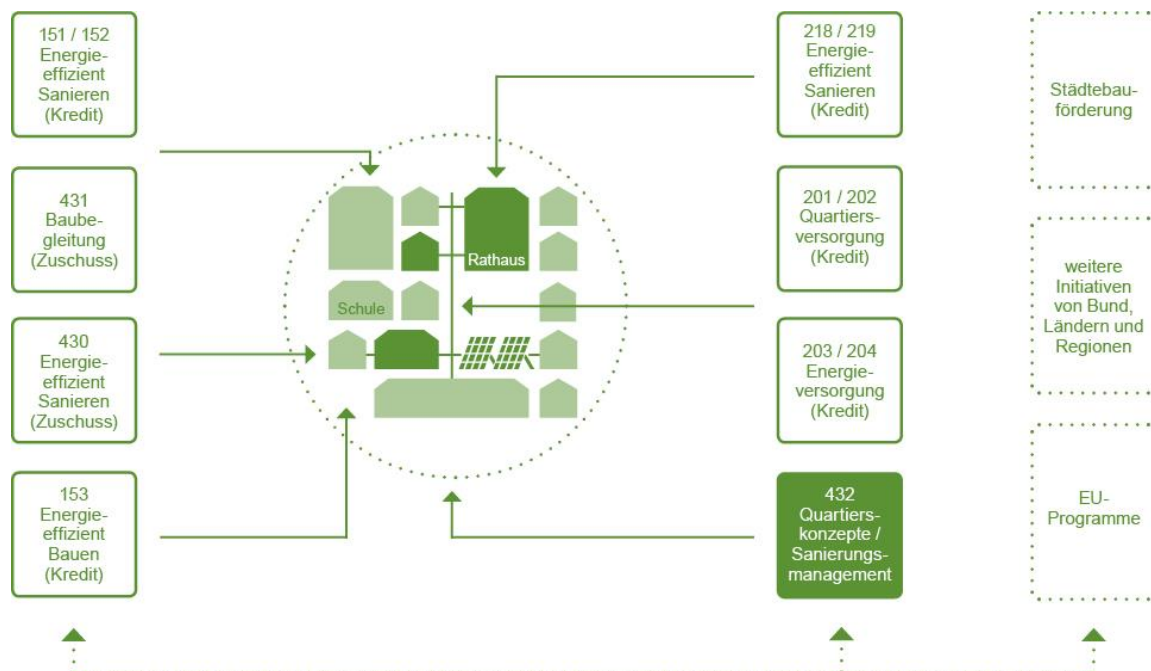 151 / 152
Energie-
effizient
Sanieren
(Kredit)
431
Baube-
gleitung
(Zuschuss)
430
Energie-
effizient
Sanieren
(Zuschuss)
153
Energie-
effizient
Bauen
(Kredit)
Rathaus
Schule
218 / 219
Energie-
effizient
Sanieren
(Kredit)
201 / 202
Quartiers-
versorgung
(Kredit)
203 / 204
Energie-
versorgung
(Kredit)
432
Quartiers-
konzepte /
Sanierungs-
management
Städtebau-
förderung
weitere
Initiativen
von Bund,
Ländern und
Regionen
EU-
Programme